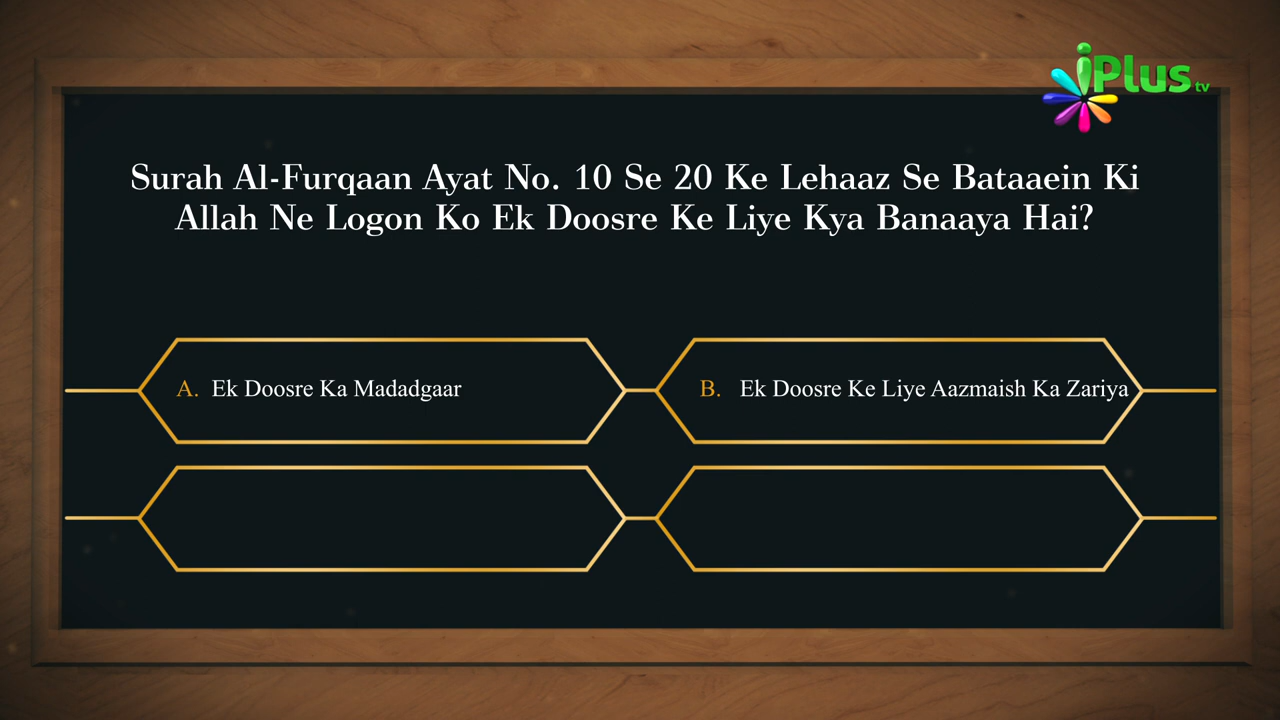 iPlus tv
Surah Al-Furqaan Ayat No. 10 Se 20 Ke Lehaaz Se Bataaein Ki
Allah Ne Logon Ko Ek Doosre Ke Liye Kya Banaaya Hai?
A. Ek Doosre Ka Madadgaar
B. Ek Doosre Ke Liye Aazmaish Ka Zariya